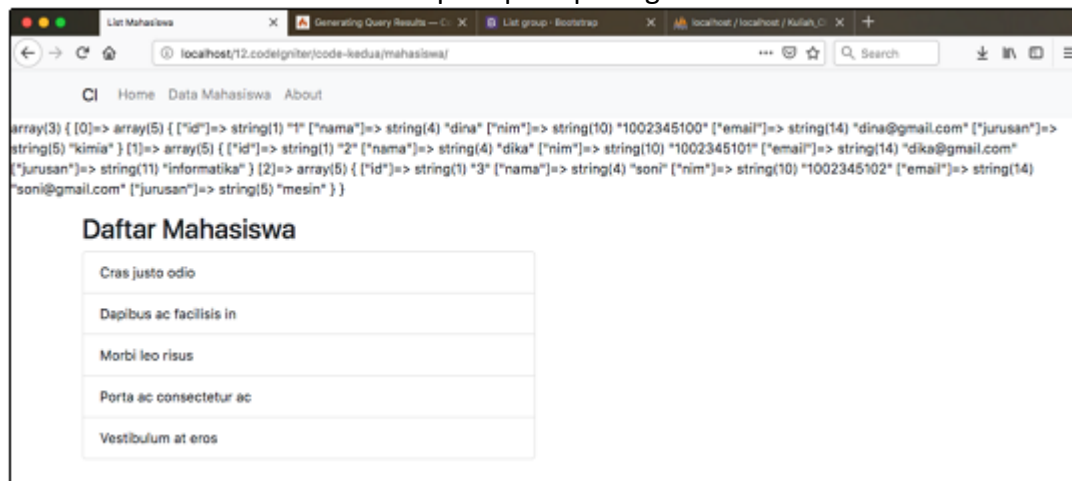 List Mahasiswa
Generating Query Results — C
List group · Bootstrap
localhost / localhost / Kuliah_C
localhost/12.codeIgniter/code-kedua/mahasiswa/
Search
CI Home Data Mahasiswa About
array(3) { [0]=> array(5) { ["id"]=> string(1) "1" ["nama"]=> string(4) "dina" ["nim"]=> string(10) "1002345100" ["email"]=> string(14) "dina@gmail.com" ["jurusan"]=>
string(5) "kimia" } [1]=> array(5) { ["id"]=> string(1) "2" ["nama"]=> string(4) "dika" ["nim"]=> string(10) "1002345101" ["email"]=> string(14) "dika@gmail.com"
["jurusan"]=> string(11) "informatika" } [2]=> array(5) { ["id"]=> string(1) "3" ["nama"]=> string(4) "soni" ["nim"]=> string(10) "1002345102" ["email"]=> string(14)
"soni@gmail.com" ["jurusan"]=> string(5) "mesin" } }
Daftar Mahasiswa
Cras justo odio
Dapibus ac facilisis in
Morbi leo risus
Porta ac consectetur ac
Vestibulum at eros